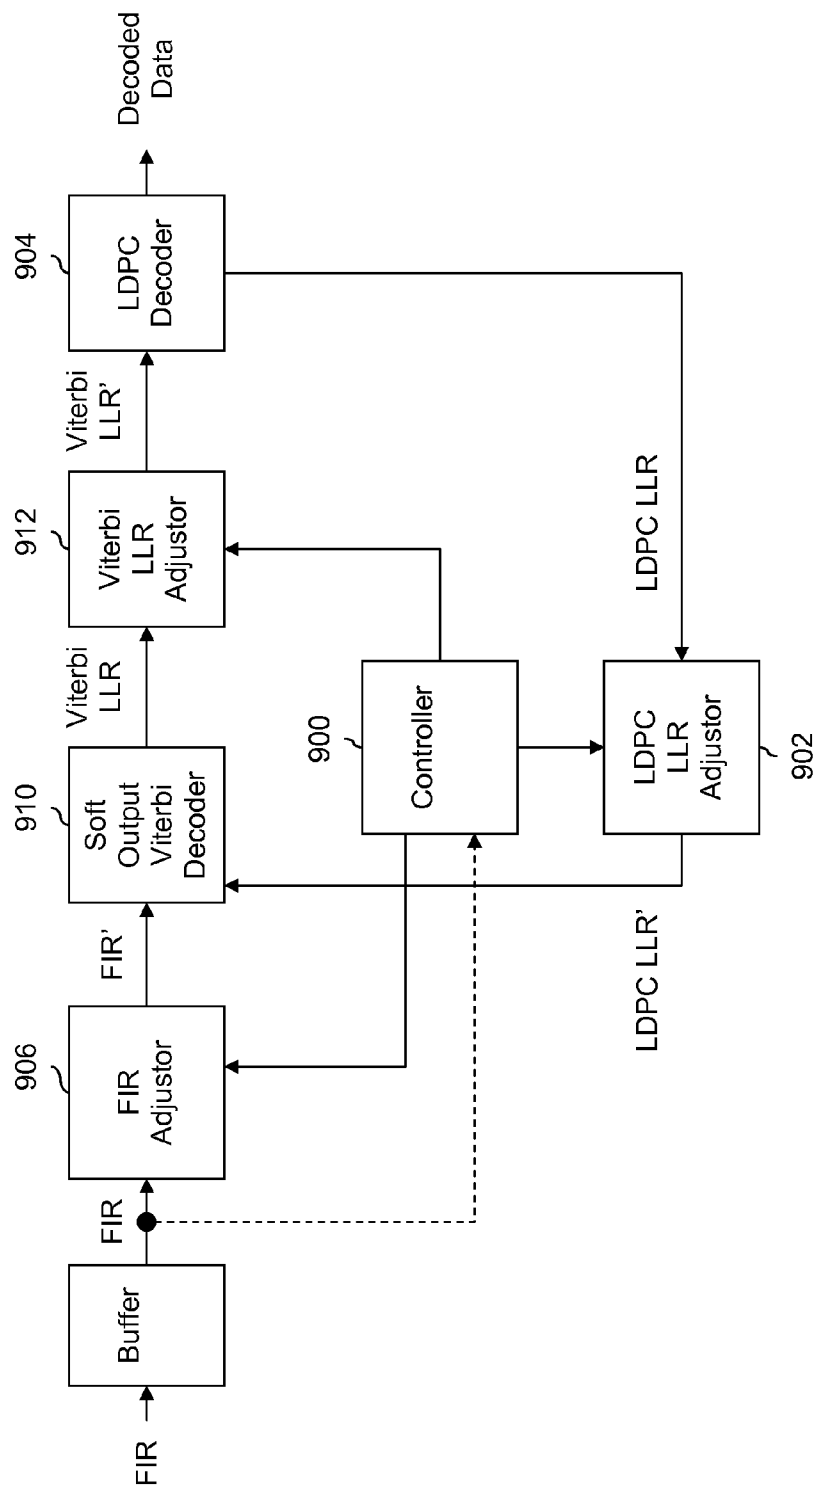 FIR
Buffer
FIR
906
FIR
Adjustor
FIR'
910
Soft
Output
Viterbi
Decoder
Viterbi
LLR
912
Viterbi
LLR
Adjustor
Viterbi
LLR'
904
LDPC
Decoder
Decoded
Data
900
Controller
LDPC LLR'
LDPC
LLR
Adjustor
902
LDPC LLR